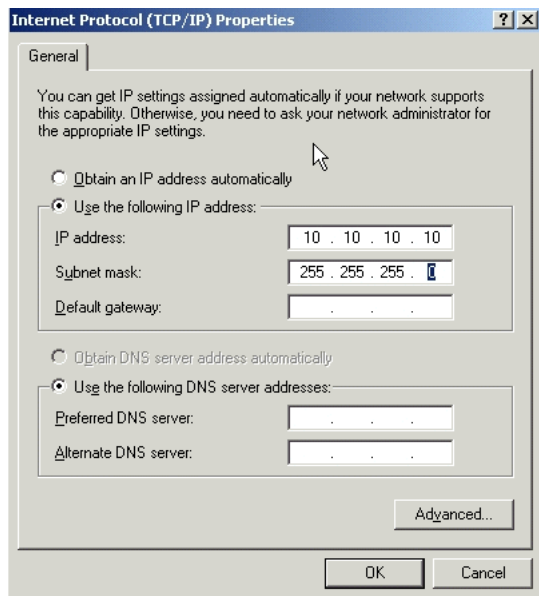 Internet Protocol (TCP/IP) Properties
General
You can get IP settings assigned automatically if your network supports
this capability. Otherwise, you need to ask your network administrator for
the appropriate IP settings.
Obtain an IP address automatically
Use the following IP address:
IP address: 10 . 10 . 10 . 10
Subnet mask: 255 . 255 . 255 . 0
Default gateway: . . .
Obtain DNS server address automatically
Use the following DNS server addresses:
Preferred DNS server: . . .
Alternate DNS server: . . .
Advanced...
OK Cancel